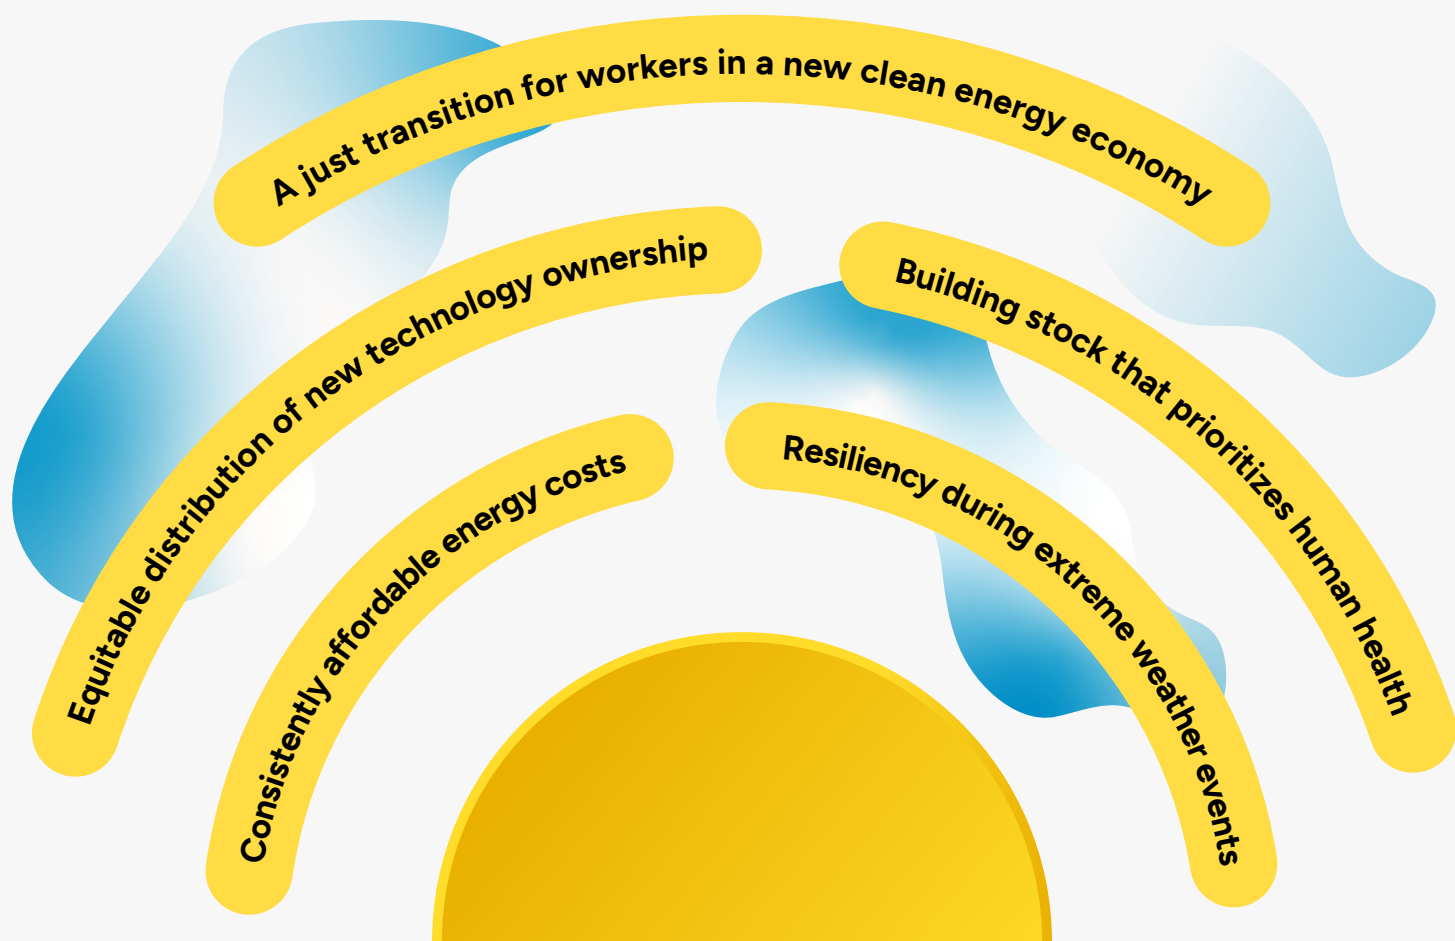 A just transition for workers in a new clean energy economy
Equitable distribution of new technology ownership
Building stock that prioritizes human health
Consistently affordable energy costs
Resiliency during extreme weather events